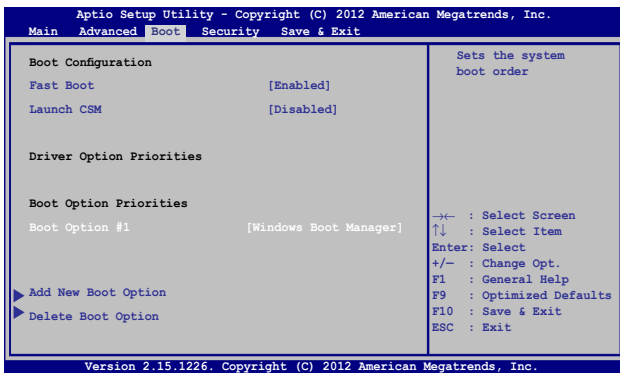 Aptio Setup Utility - Copyright (C) 2012 American Megatrends, Inc.
Main Advanced Boot Security Save & Exit
Boot Configuration
Fast Boot [Enabled]
Launch CSM [Disabled]
Driver Option Priorities
Boot Option Priorities
Boot Option #1 [Windows Boot Manager]
Add New Boot Option
Delete Boot Option
Sets the system
boot order
→← : Select Screen
↑↓ : Select Item
Enter: Select
+/— : Change Opt.
F1 : General Help
F9 : Optimized Defaults
F10 : Save & Exit
ESC : Exit
Version 2.15.1226. Copyright (C) 2012 American Megatrends, Inc.